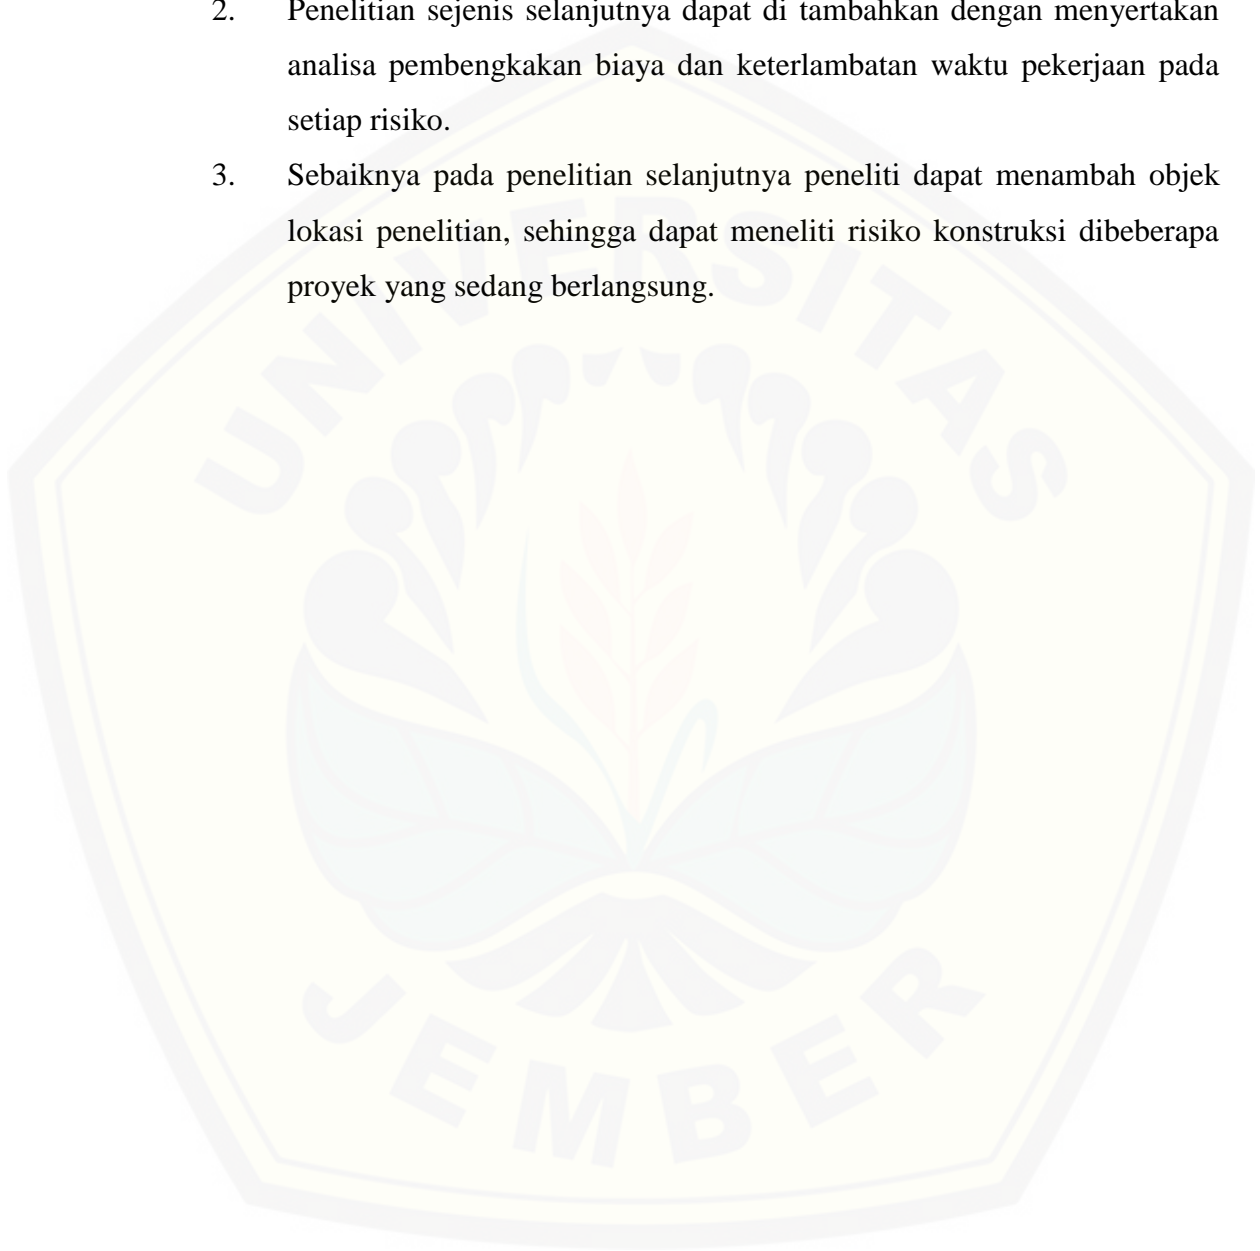 2. Penelitian sejenis selanjutnya dapat di tambahkan dengan menyertakan
analisa pembengkakan biaya dan keterlambatan waktu pekerjaan pada
setiap risiko.
3. Sebaiknya pada penelitian selanjutnya peneliti dapat menambah objek
lokasi penelitian, sehingga dapat meneliti risiko konstruksi dibeberapa
proyek yang sedang berlangsung.
UNIVERSITAS
JEMBER